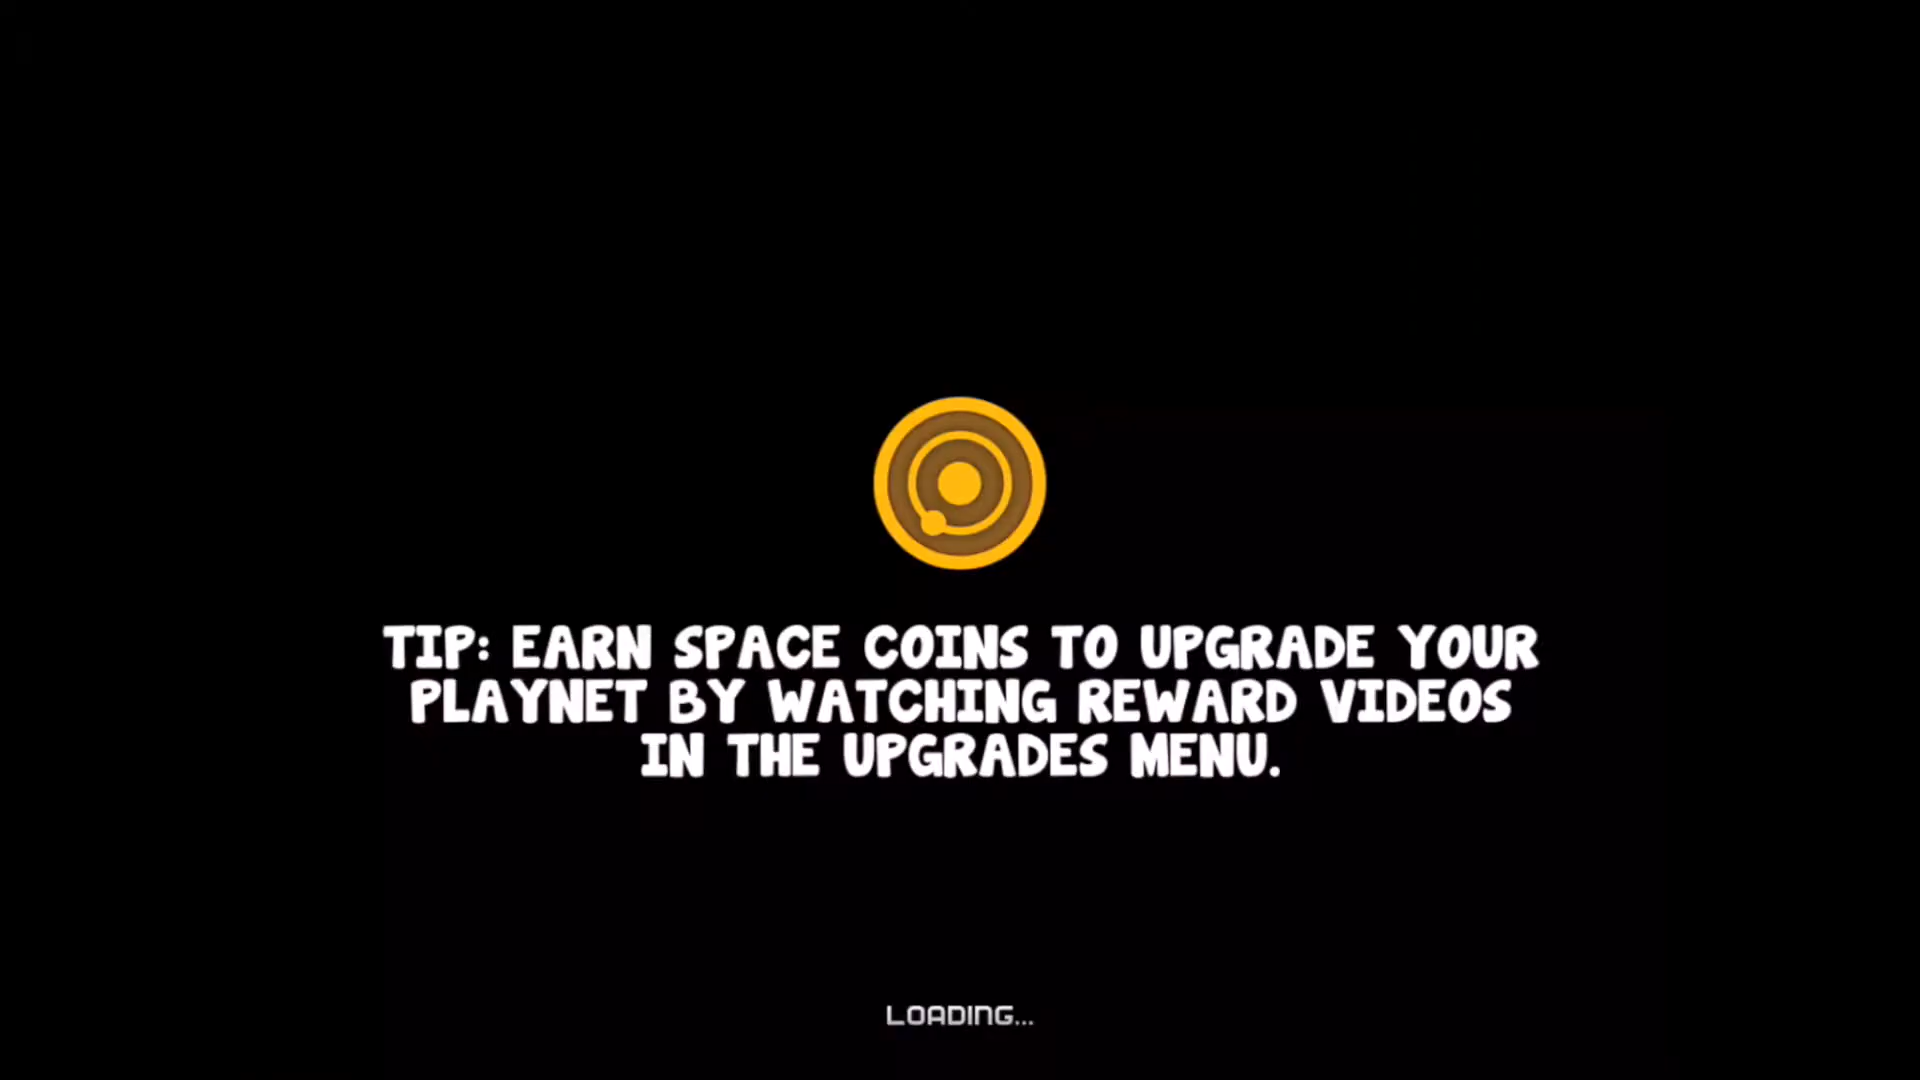 TIP: EARN SPACE COINS TO UPGRADE YOUR
PLAYNET BY WATCHING REWARD VIDEOS
IN THE UPGRADES MENU.
LOADING...